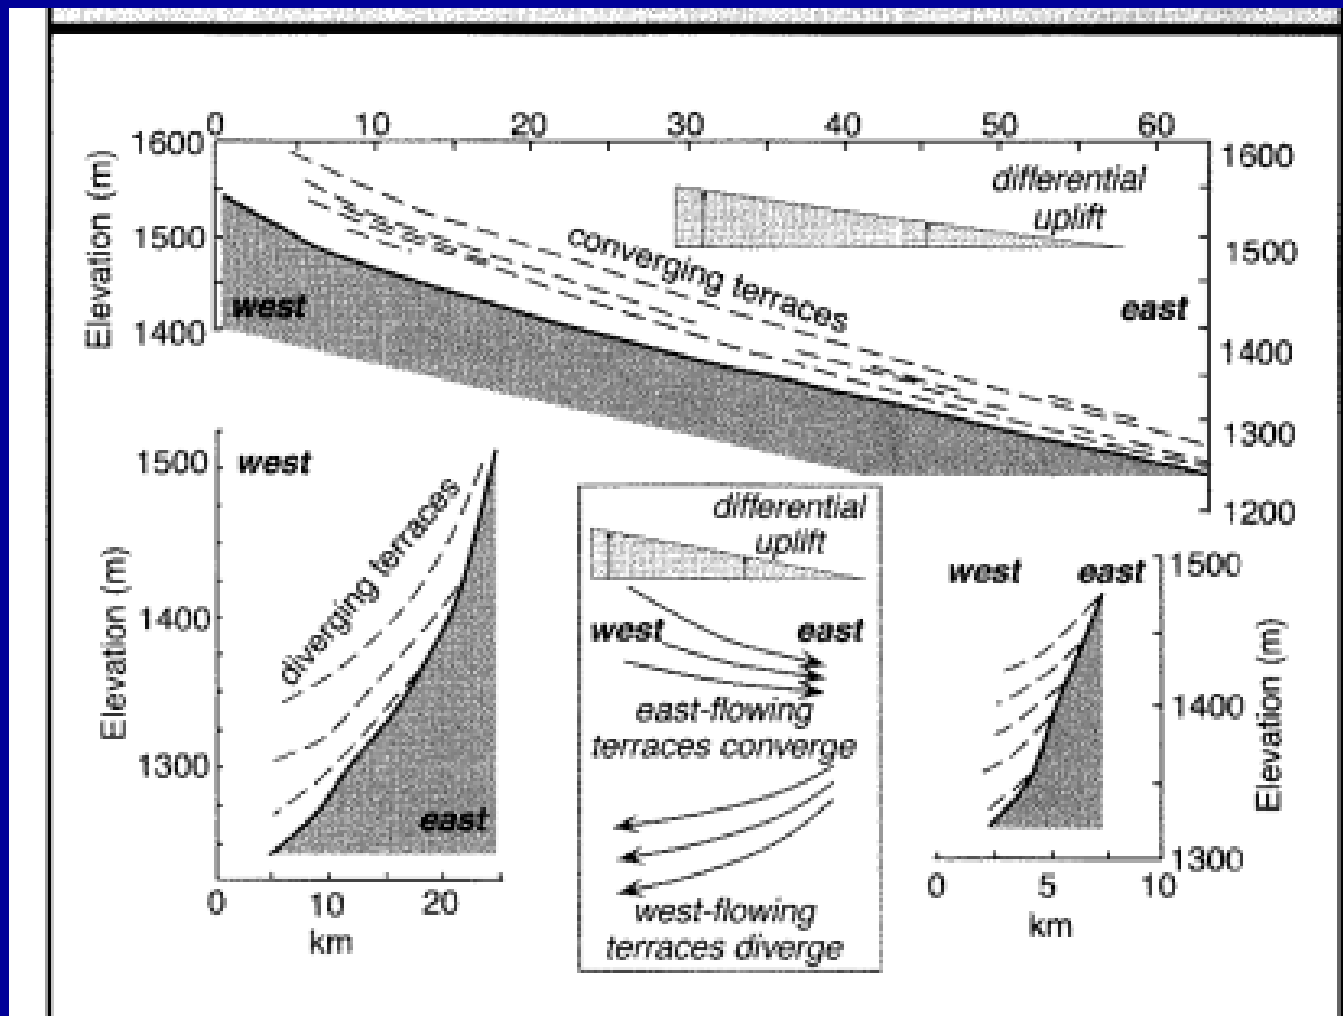 0 10 20 30 40 50 60
1600
1500
1400
Elevation (m)
1600
1500
1400
1300
1200
differential
uplift
converging terraces
west
east
1500
1400
1300
Elevation (m)
west
diverging terraces
east
0 10 20
km
differential
uplift
west east
east-flowing
terraces converge
west-flowing
terraces diverge
west east
1500
1400
1300
Elevation (m)
0 5 10
km